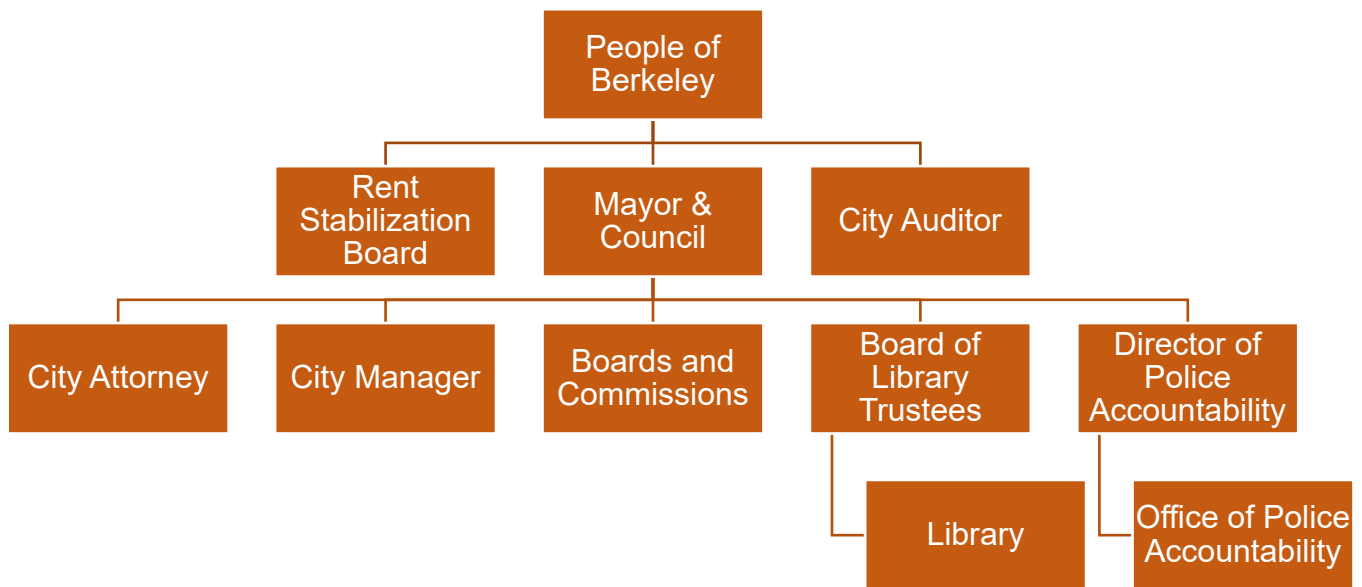 People of
Berkeley
Rent
Stabilization
Board
Mayor &
Council
City Auditor
City Attorney
City Manager
Boards and
Commissions
Board of
Library
Trustees
Director of
Police
Accountability
Library
Office of Police
Accountability